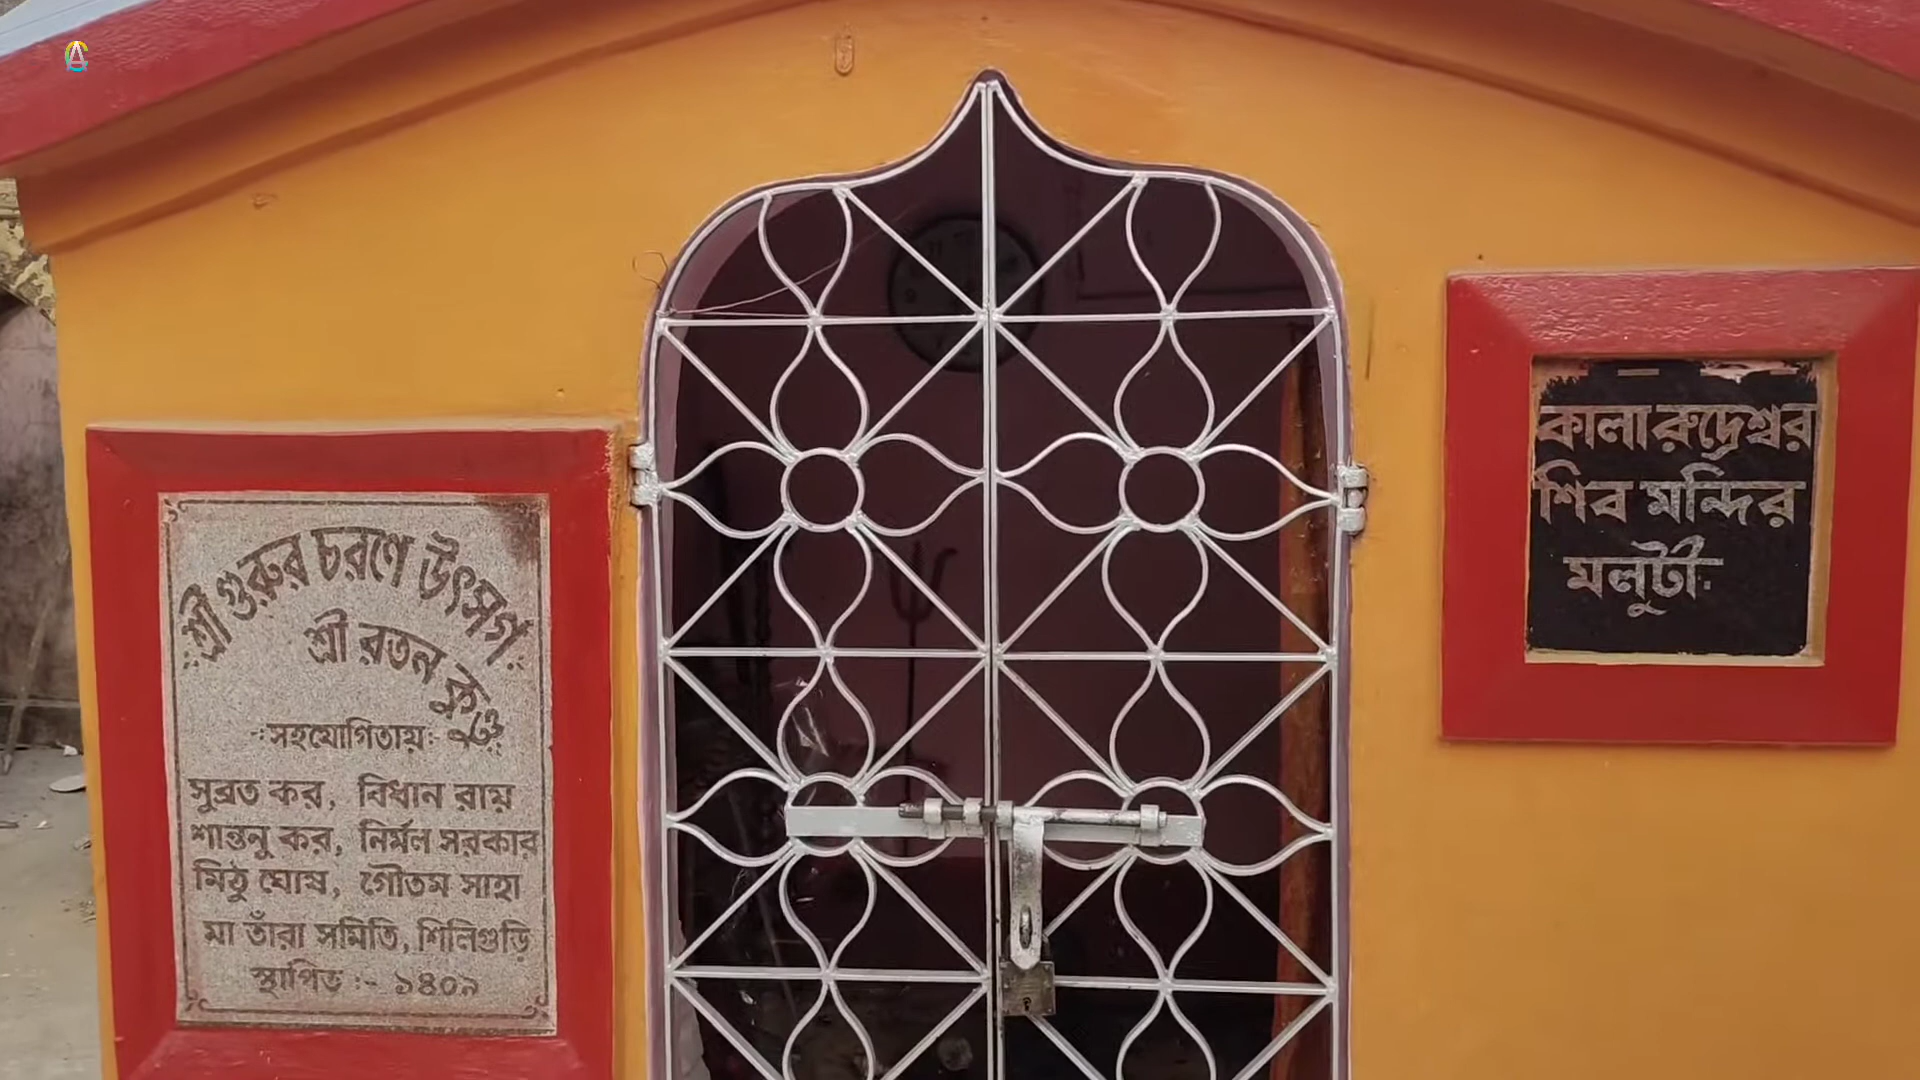 শ্রী গুরুর চরণে উৎসর্গ
শ্রী রতন কুণ্ডু
-ঃসহযোগিতায়ঃ-
সুব্রত কর, বিধান রায়
শান্তনু কর, নির্মল সরকার
মিঠু ঘোষ, গৌতম সাহা
মা তাঁরা সমিতি, শিলিগুড়ি
স্থাপিত :- ১৪০৯
কালা রুদ্রেশ্বর
শিব মন্দির
মলুটী